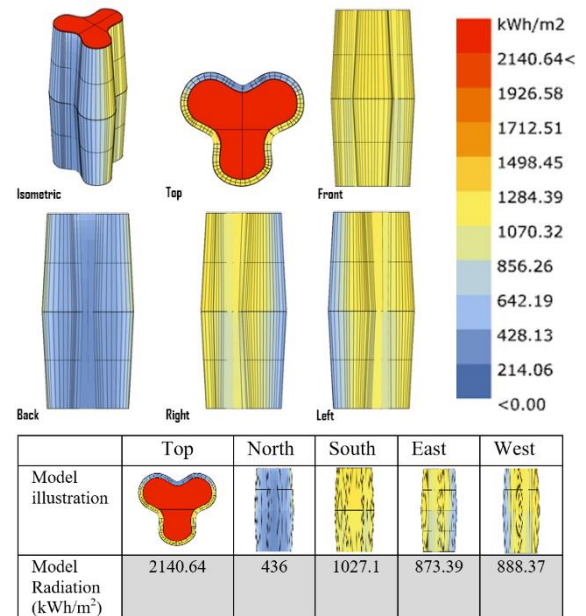 Isometric
Top
Front
Back
Right
Left
kWh/m2
2140.64<
1926.58
1712.51
1498.45
1284.39
1070.32
856.26
642.19
428.13
214.06
<0.00
Top North South East West
Model illustration
Model Radiation (kWh/m²) 2140.64 436 1027.1 873.39 888.37